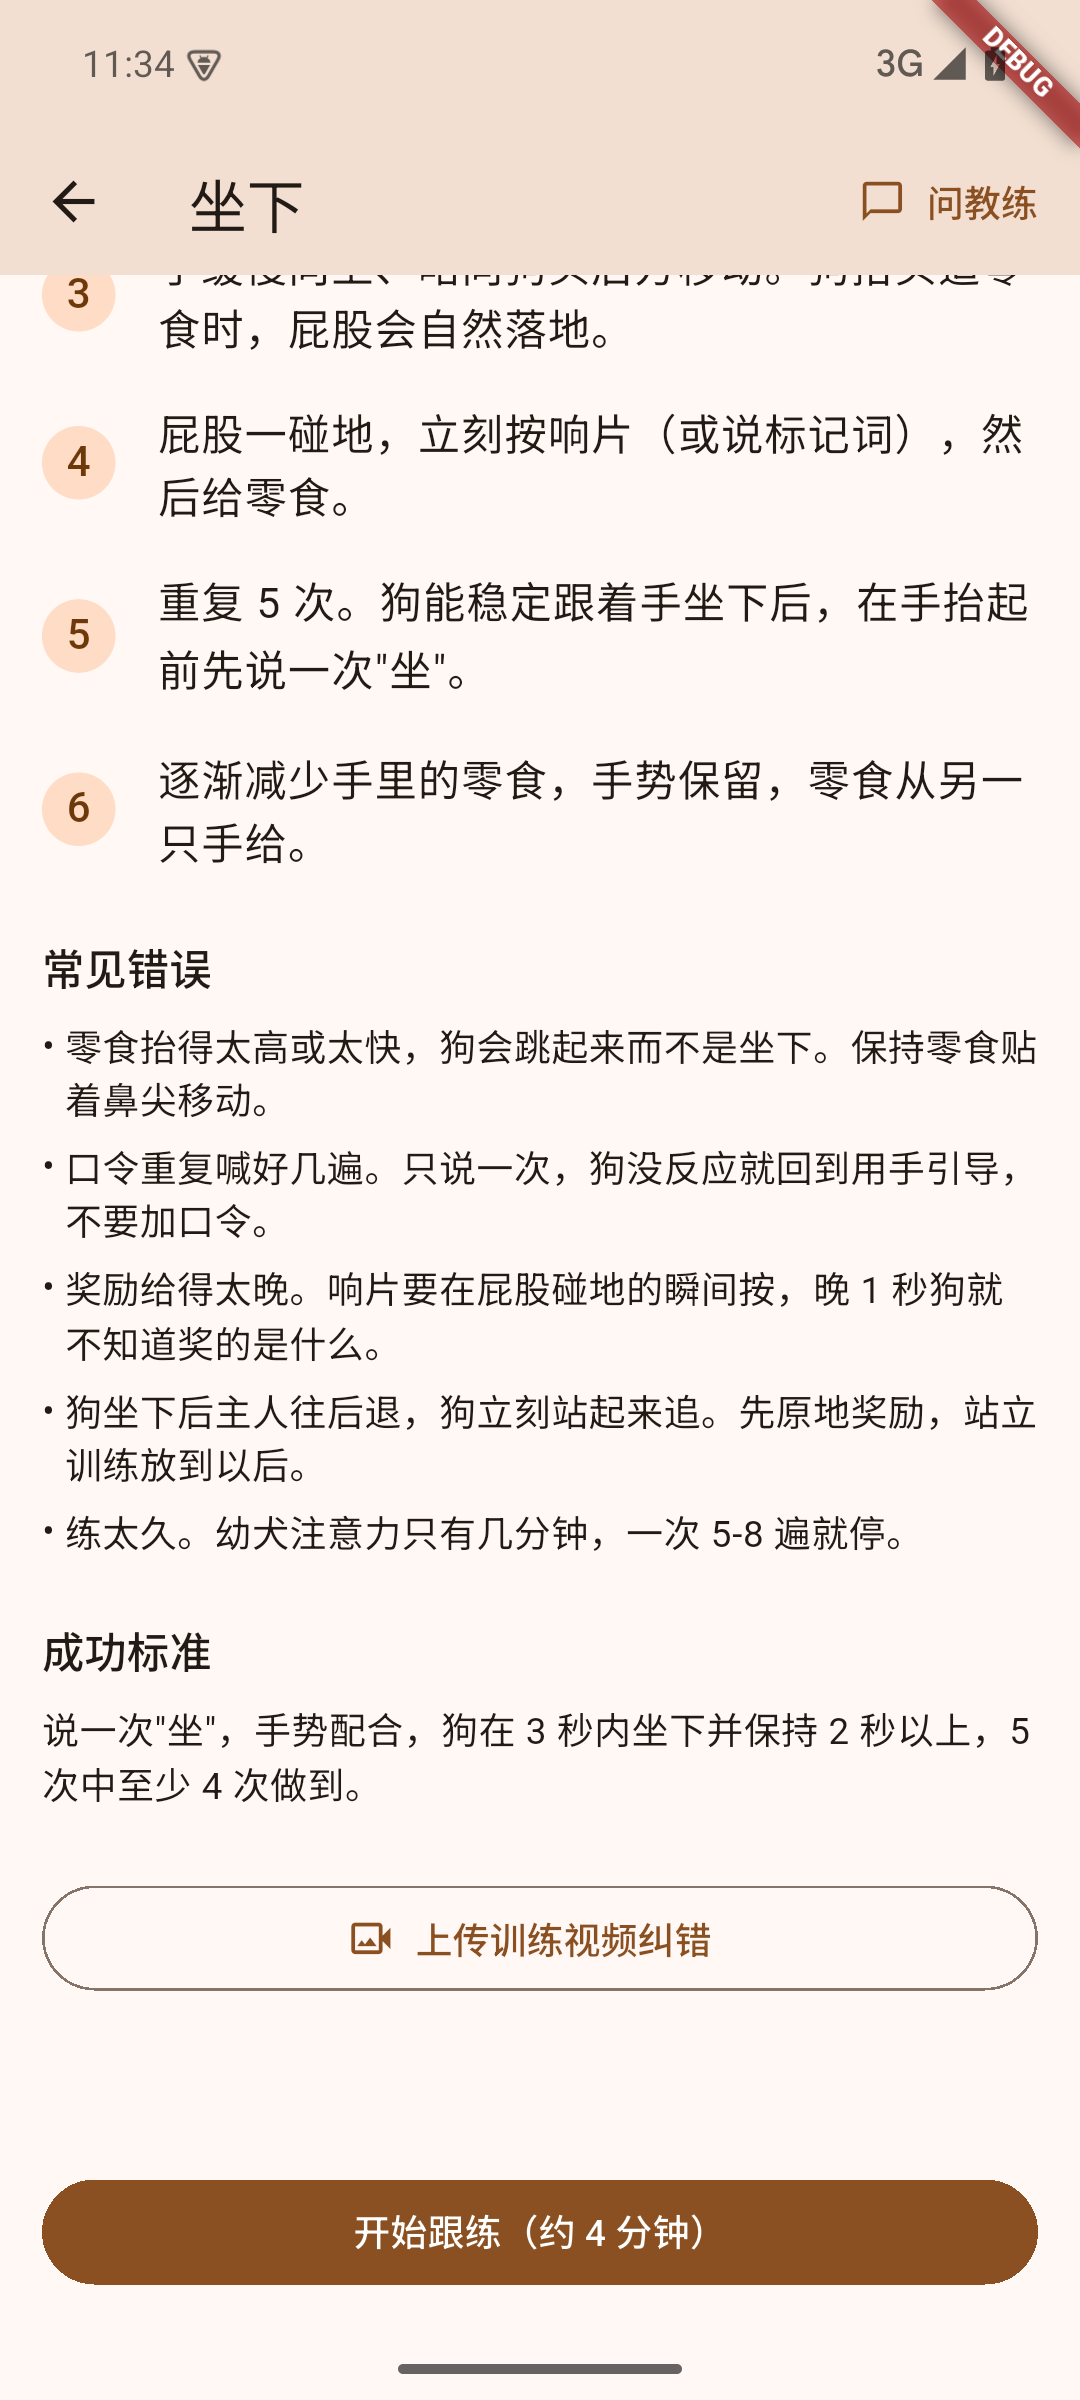 11:34
3G
DEBUG
坐下
问教练
3
食时，屁股会自然落地。
4
屁股一碰地，立刻按响片（或说标记词），然
后给零食。
5
重复 5 次。狗能稳定跟着手坐下后，在手抬起
前先说一次"坐"。
6
逐渐减少手里的零食，手势保留，零食从另一
只手给。
常见错误
• 零食抬得太高或太快，狗会跳起来而不是坐下。保持零食贴
着鼻尖移动。
• 口令重复喊好几遍。只说一次，狗没反应就回到用手引导，
不要加口令。
• 奖励给得太晚。响片要在屁股碰地的瞬间按，晚 1 秒狗就
不知道奖的是什么。
• 狗坐下后主人往后退，狗立刻站起来追。先原地奖励，站立
训练放到以后。
• 练太久。幼犬注意力只有几分钟，一次 5-8 遍就停。
成功标准
说一次"坐"，手势配合，狗在 3 秒内坐下并保持 2 秒以上，5
次中至少 4 次做到。
上传训练视频纠错
开始跟练（约 4 分钟）